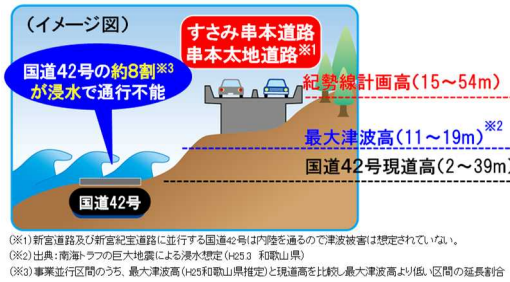 (イメージ図)
すさみ串本道路
串本太地道路※1
国道42号の約8割※3
が浸水で通行不能
紀勢線計画高(15~54m)
最大津波高(11~19m)※2
国道42号現道高(2~39m)
国道42号
(※1)新宮道路及び新宮紀宝道路に並行する国道42号は内陸を通るので津波被害は想定されていない。
(※2)出典:南海トラフの巨大地震による浸水想定(H25.3 和歌山県)
(※3)事業並行区間のうち、最大津波高(H25和歌山県推定)と現道高を比較し最大津波高より低い区間の延長割合